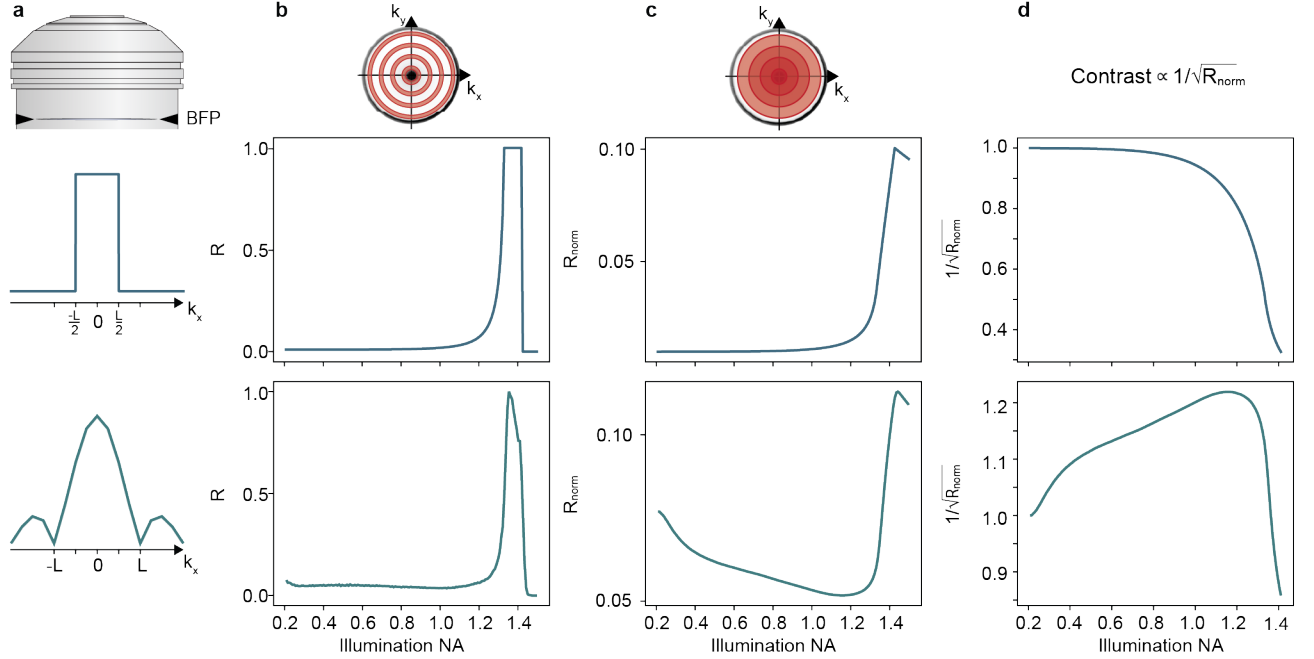 a
b
c
d
BFP
k_y
k_x
k_y
k_x
Contrast ∝ 1/√R_norm
-L/2 0 L/2 k_x
R
1.0
0.5
0.0
R_norm
0.10
0.05
1/√R_norm
1.0
0.8
0.6
0.4
-L 0 L k_x
R
1.0
0.5
0.0
0.2 0.4 0.6 0.8 1.0 1.2 1.4
Illumination NA
R_norm
0.10
0.05
0.2 0.4 0.6 0.8 1.0 1.2 1.4
Illumination NA
1/√R_norm
1.2
1.1
1.0
0.9
0.2 0.4 0.6 0.8 1.0 1.2 1.4
Illumination NA